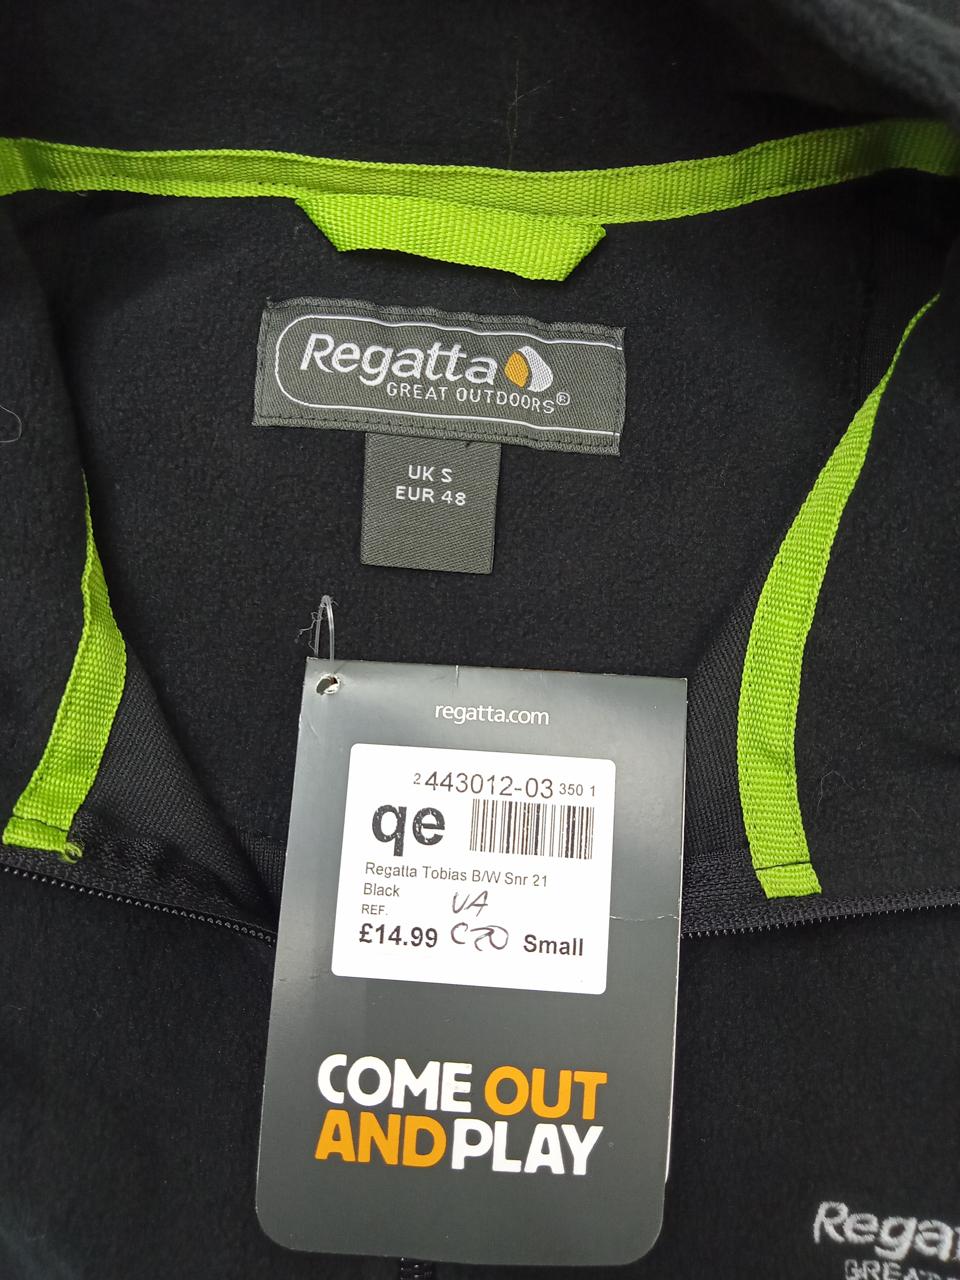 Regatta
GREAT OUTDOORS®
UK S
EUR 48
regatta.com
2 443012-03 350 1
qe
Regatta Tobias B/W Snr 21
Black
REF.
£14.99 Small
COME OUT
AND PLAY
Rega